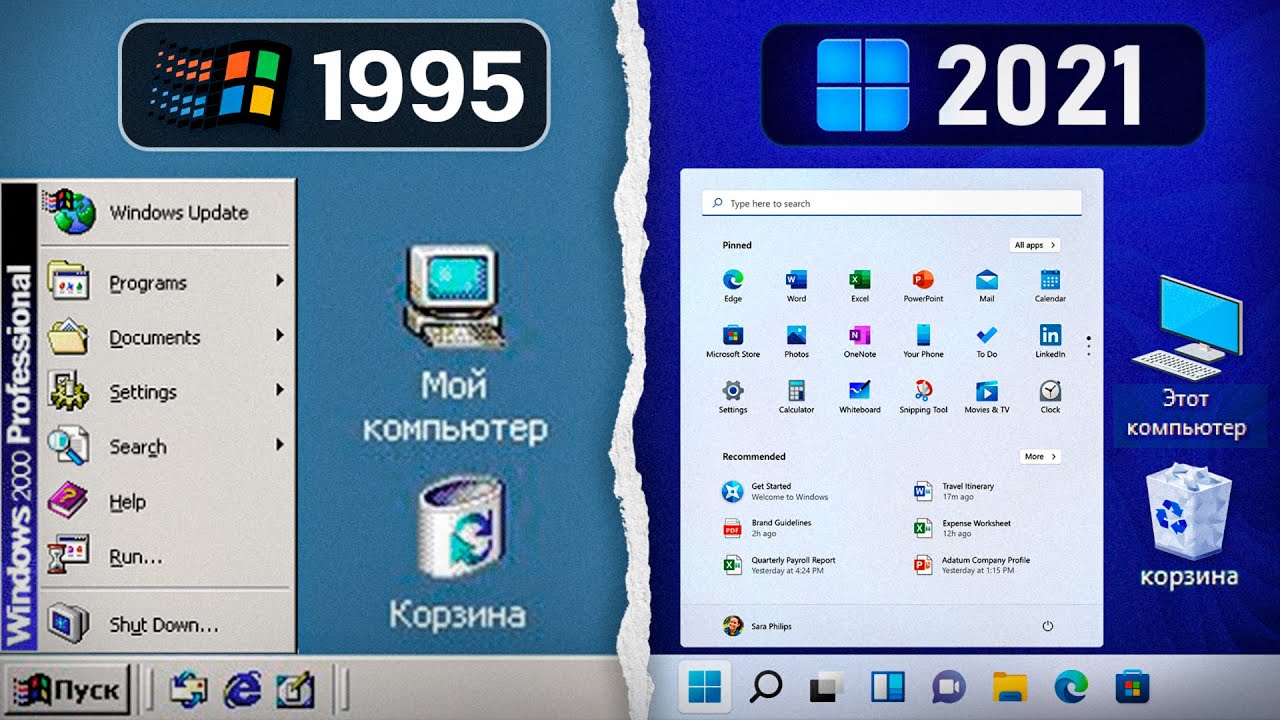 1995
Windows 2000 Professional
Windows Update
Programs
Documents
Settings
Search
Help
Run...
Shut Down...
Мой
компьютер
Корзина
Пуск
2021
Type here to search
Pinned
All apps >
Edge
Word
Excel
PowerPoint
Mail
Calendar
Microsoft Store
Photos
OneNote
Your Phone
To Do
LinkedIn
Settings
Calculator
Whiteboard
Snipping Tool
Movies & TV
Clock
Recommended
More >
Get Started
Welcome to Windows
Travel Itinerary
17m ago
Brand Guidelines
2h ago
Expense Worksheet
12h ago
Quarterly Payroll Report
Yesterday at 4:24 PM
Adatum Company Profile
Yesterday at 1:15 PM
Sara Philips
Этот
компьютер
корзина